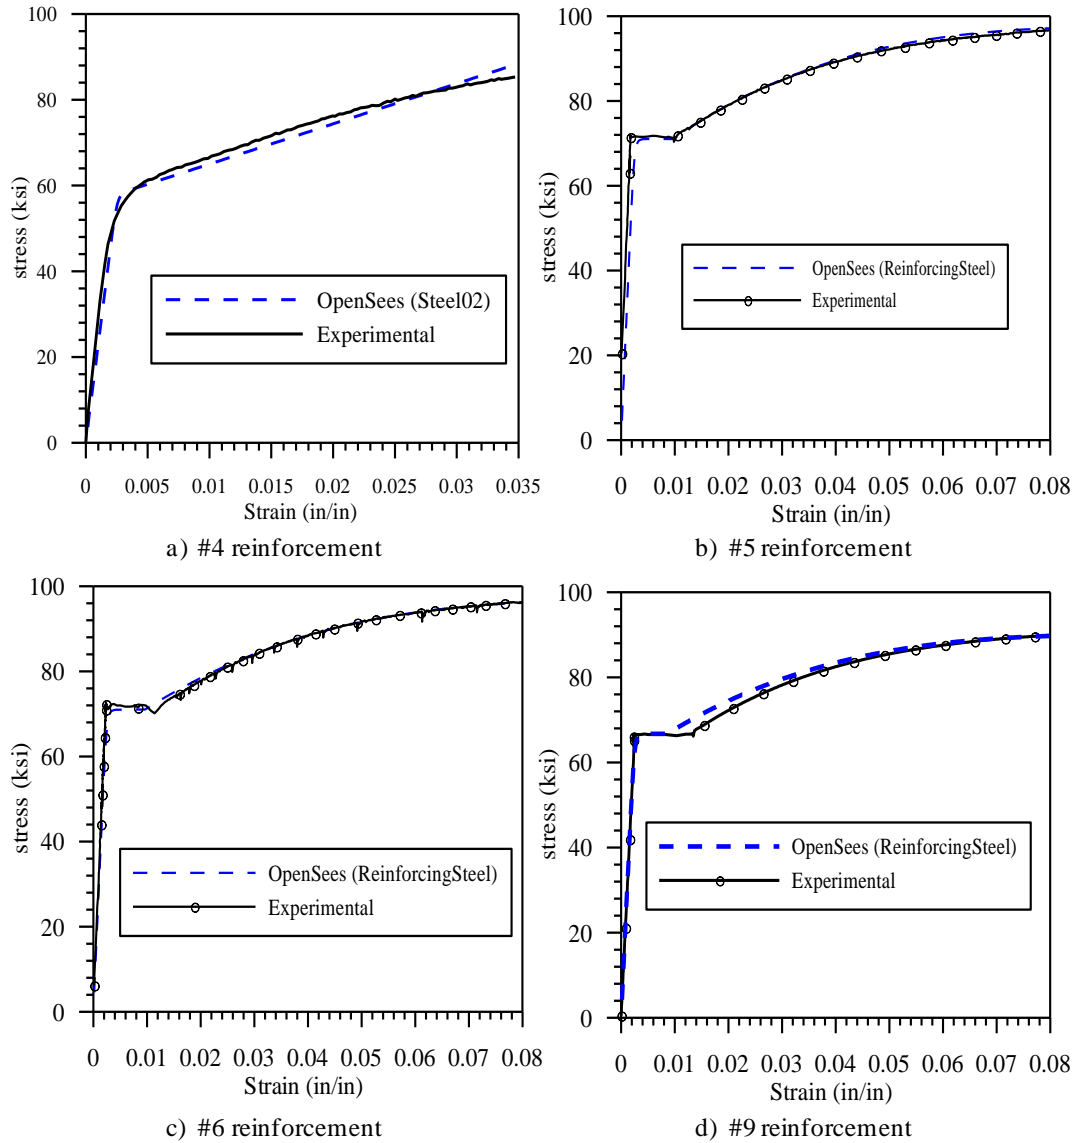 100
80
60
40
20
0
stress (ksi)
OpenSees (Steel02)
Experimental
0 0.005 0.01 0.015 0.02 0.025 0.03 0.035
Strain (in/in)
a) #4 reinforcement
100
80
60
40
20
0
stress (ksi)
OpenSees (ReinforcingSteel)
Experimental
0 0.01 0.02 0.03 0.04 0.05 0.06 0.07 0.08
Strain (in/in)
b) #5 reinforcement
100
80
60
40
20
0
stress (ksi)
OpenSees (ReinforcingSteel)
Experimental
0 0.01 0.02 0.03 0.04 0.05 0.06 0.07 0.08
Strain (in/in)
c) #6 reinforcement
100
80
60
40
20
0
stress (ksi)
OpenSees (ReinforcingSteel)
Experimental
0 0.01 0.02 0.03 0.04 0.05 0.06 0.07 0.08
Strain (in/in)
d) #9 reinforcement